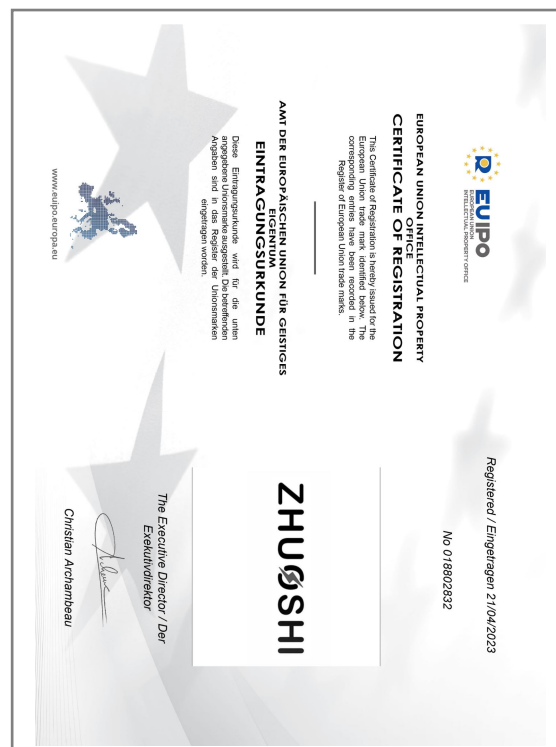 EUIPO
EUROPEAN UNION
INTELLECTUAL PROPERTY OFFICE
Registered / Eingetragen 21/04/2023
No 018802832
EUROPEAN UNION INTELLECTUAL PROPERTY
OFFICE
CERTIFICATE OF REGISTRATION
This Certificate of Registration is hereby issued for the
European Union trade mark identified below. The
corresponding entries have been recorded in the
Register of European Union trade marks.
AMT DER EUROPÄISCHEN UNION FÜR GEISTIGES
EIGENTUM
EINTRAGUNGSURKUNDE
Diese Eintragungsurkunde wird für die unten
angegebene Unionsmarke ausgestellt. Die betreffenden
Angaben sind in das Register der Unionsmarken
eingetragen worden.
www.euipo.europa.eu
ZHUOSHI
The Executive Director / Der
Exekutivdirektor
Christian Archambeau